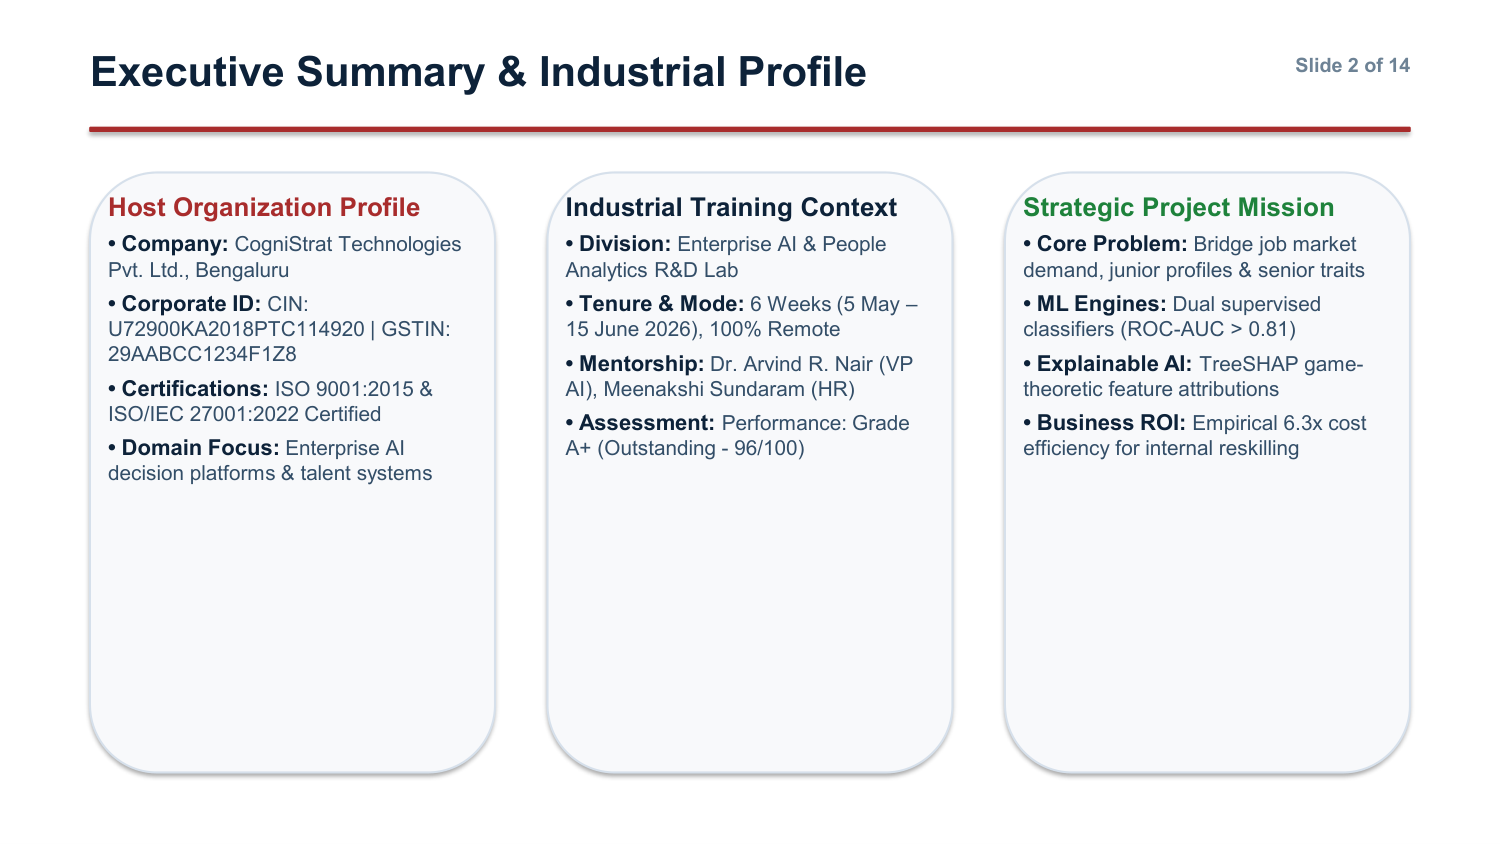 Executive Summary & Industrial Profile
Slide 2 of 14
Host Organization Profile
• Company: CogniStrat Technologies
Pvt. Ltd., Bengaluru
• Corporate ID: CIN:
U72900KA2018PTC114920 | GSTIN:
29AABCC1234F1Z8
• Certifications: ISO 9001:2015 &
ISO/IEC 27001:2022 Certified
• Domain Focus: Enterprise AI
decision platforms & talent systems
Industrial Training Context
• Division: Enterprise AI & People
Analytics R&D Lab
• Tenure & Mode: 6 Weeks (5 May –
15 June 2026), 100% Remote
• Mentorship: Dr. Arvind R. Nair (VP
AI), Meenakshi Sundaram (HR)
• Assessment: Performance: Grade
A+ (Outstanding - 96/100)
Strategic Project Mission
• Core Problem: Bridge job market
demand, junior profiles & senior traits
• ML Engines: Dual supervised
classifiers (ROC-AUC > 0.81)
• Explainable AI: TreeSHAP game-
theoretic feature attributions
• Business ROI: Empirical 6.3x cost
efficiency for internal reskilling